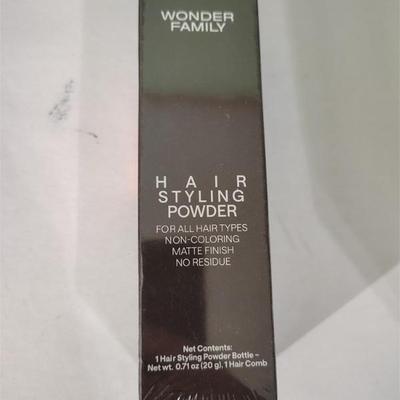 WONDER
FAMILY
HAIR
STYLING
POWDER
FOR ALL HAIR TYPES
NON-COLORING
MATTE FINISH
NO RESIDUE
Net Contents:
1 Hair Styling Powder Bottle –
Net wt. 0.71 oz (20 g), 1 Hair Comb